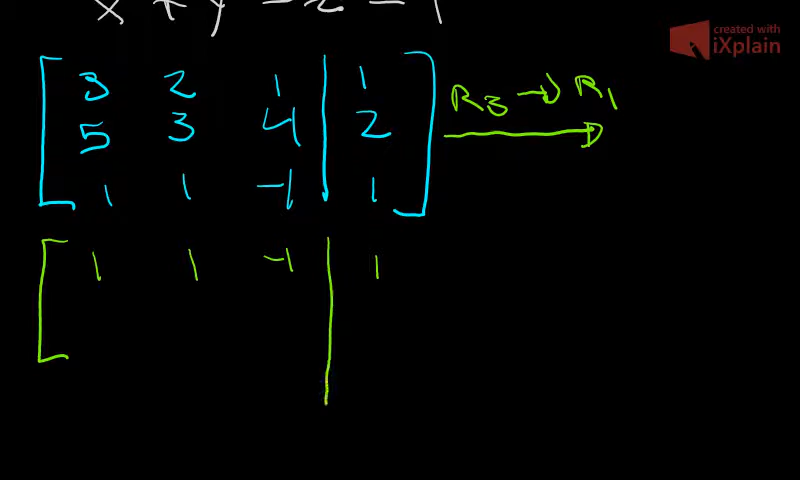 x + y - z = 1
created with
iXplain
3 2 1 | 1
R3 → R1
5 3 4 | 2
1 1 -1 | 1
1 1 -1 | 1